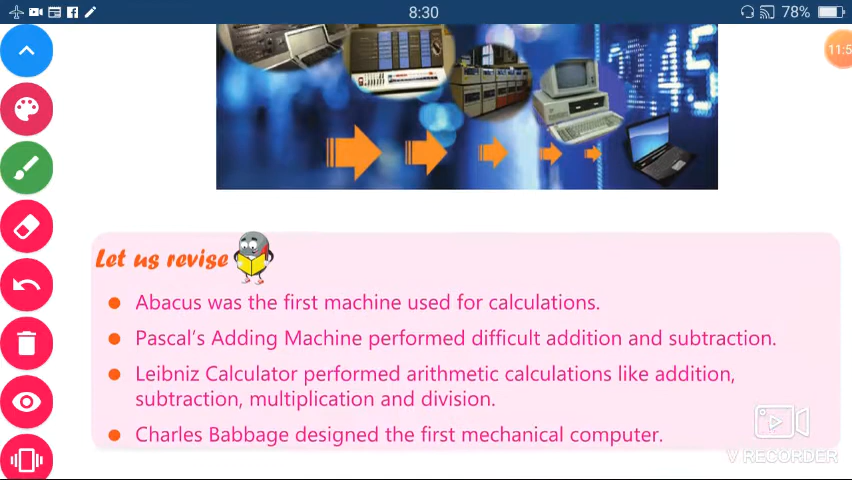 8:30
78%
11:5
Let us revise
Abacus was the first machine used for calculations.
Pascal's Adding Machine performed difficult addition and subtraction.
Leibniz Calculator performed arithmetic calculations like addition,
subtraction, multiplication and division.
Charles Babbage designed the first mechanical computer.
V RECORDER